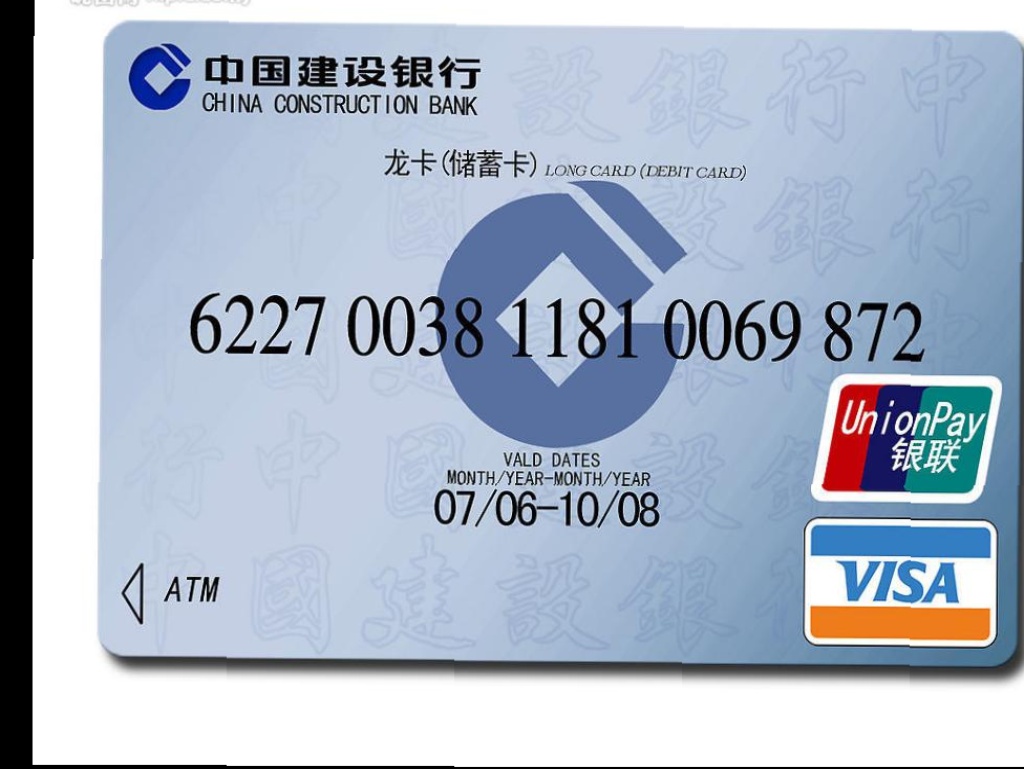 中国建设银行
CHINA CONSTRUCTION BANK
龙卡(储蓄卡) LONG CARD (DEBIT CARD)
6227 0038 1181 0069 872
UnionPay
银联
VALD DATES
MONTH/YEAR-MONTH/YEAR
07/06-10/08
ATM
VISA